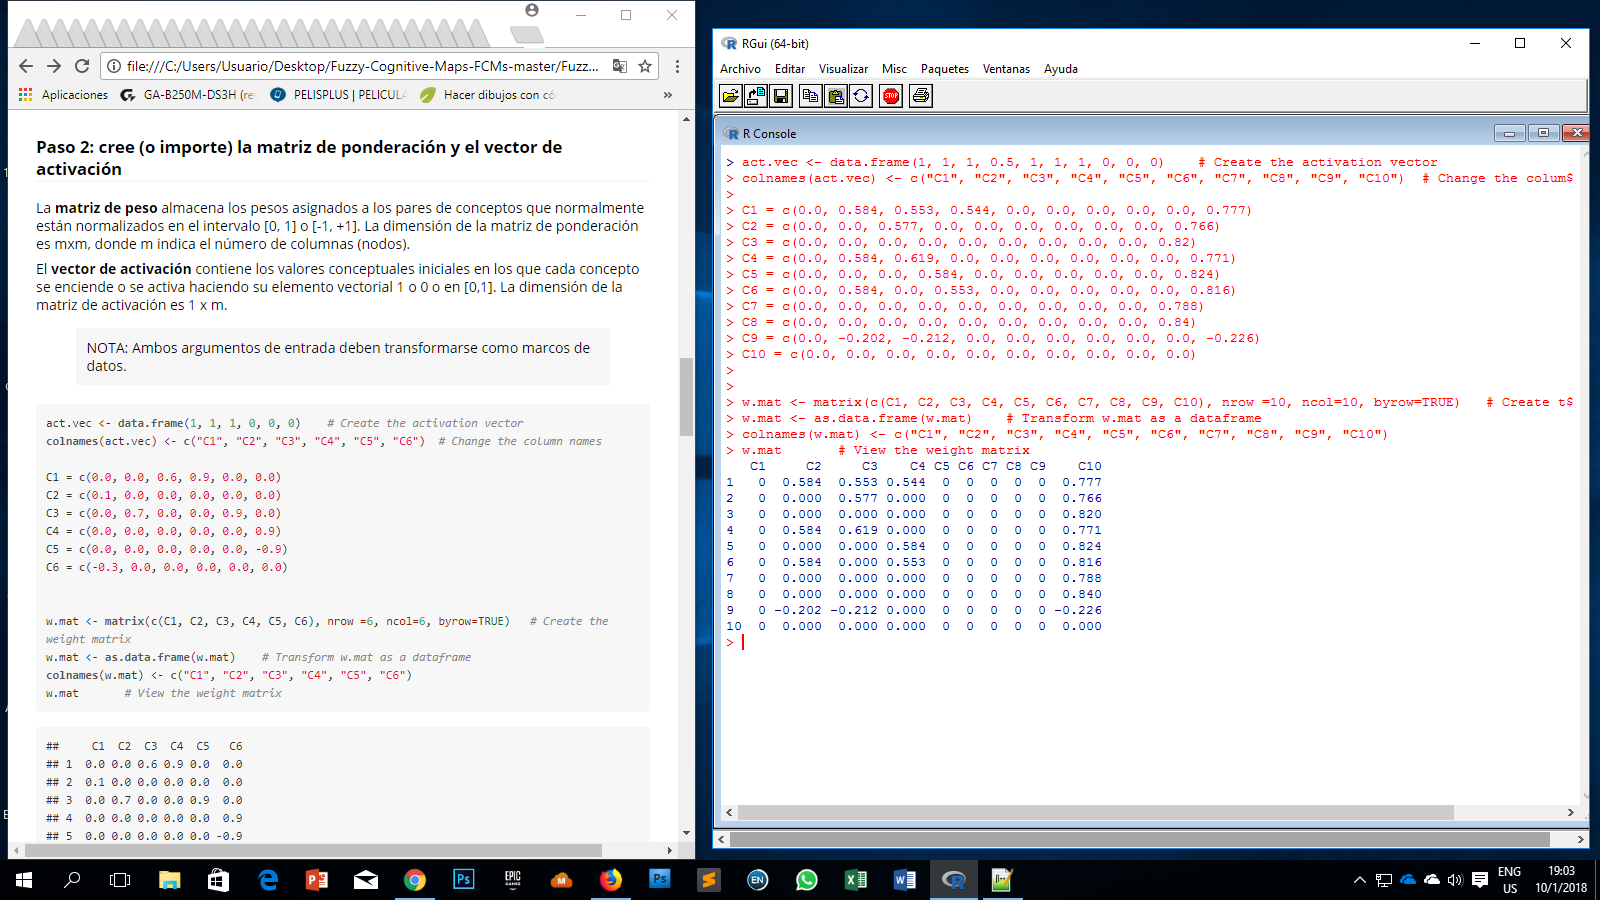 file:///C:/Users/Usuario/Desktop/Fuzzy-Cognitive-Maps-FCMs-master/Fuzz...
Aplicaciones
GA-B250M-DS3H (re
PELISPLUS | PELICUL
Hacer dibujos con
»
Paso 2: cree (o importe) la matriz de ponderación y el vector de
activación
La matriz de peso almacena los pesos asignados a los pares de conceptos que normalmente
están normalizados en el intervalo [0, 1] o [-1, +1]. La dimensión de la matriz de ponderación
es mxm, donde m indica el número de columnas (nodos).
El vector de activación contiene los valores conceptuales iniciales en los que cada concepto
se enciende o se activa haciendo su elemento vectorial 1 o 0 o en [0,1]. La dimensión de la
matriz de activación es 1 x m.
NOTA: Ambos argumentos de entrada deben transformarse como marcos de
datos.
act.vec <- data.frame(1, 1, 1, 0, 0, 0)    # Create the activation vector
colnames(act.vec) <- c("C1", "C2", "C3", "C4", "C5", "C6")  # Change the column names
C1 = c(0.0, 0.0, 0.6, 0.9, 0.0, 0.0)
C2 = c(0.1, 0.0, 0.0, 0.0, 0.0, 0.0)
C3 = c(0.0, 0.7, 0.0, 0.0, 0.9, 0.0)
C4 = c(0.0, 0.0, 0.0, 0.0, 0.0, 0.9)
C5 = c(0.0, 0.0, 0.0, 0.0, 0.0, -0.9)
C6 = c(-0.3, 0.0, 0.0, 0.0, 0.0, 0.0)
w.mat <- matrix(c(C1, C2, C3, C4, C5, C6), nrow =6, ncol=6, byrow=TRUE)   # Create the
weight matrix
w.mat <- as.data.frame(w.mat)    # Transform w.mat as a dataframe
colnames(w.mat) <- c("C1", "C2", "C3", "C4", "C5", "C6")
w.mat       # View the weight matrix
##     C1  C2  C3  C4  C5   C6
## 1  0.0 0.0 0.6 0.9 0.0  0.0
## 2  0.1 0.0 0.0 0.0 0.0  0.0
## 3  0.0 0.7 0.0 0.0 0.9  0.0
## 4  0.0 0.0 0.0 0.0 0.0  0.9
## 5  0.0 0.0 0.0 0.0 0.0 -0.9
RGui (64-bit)
Archivo  Editar  Visualizar  Misc  Paquetes  Ventanas  Ayuda
STOP
R Console
> act.vec <- data.frame(1, 1, 1, 0.5, 1, 1, 1, 0, 0, 0)    # Create the activation vector
> colnames(act.vec) <- c("C1", "C2", "C3", "C4", "C5", "C6", "C7", "C8", "C9", "C10")  # Change the colum$
>
> C1 = c(0.0, 0.584, 0.553, 0.544, 0.0, 0.0, 0.0, 0.0, 0.0, 0.777)
> C2 = c(0.0, 0.0, 0.577, 0.0, 0.0, 0.0, 0.0, 0.0, 0.0, 0.766)
> C3 = c(0.0, 0.0, 0.0, 0.0, 0.0, 0.0, 0.0, 0.0, 0.0, 0.82)
> C4 = c(0.0, 0.584, 0.619, 0.0, 0.0, 0.0, 0.0, 0.0, 0.0, 0.771)
> C5 = c(0.0, 0.0, 0.0, 0.584, 0.0, 0.0, 0.0, 0.0, 0.0, 0.824)
> C6 = c(0.0, 0.584, 0.0, 0.553, 0.0, 0.0, 0.0, 0.0, 0.0, 0.816)
> C7 = c(0.0, 0.0, 0.0, 0.0, 0.0, 0.0, 0.0, 0.0, 0.0, 0.788)
> C8 = c(0.0, 0.0, 0.0, 0.0, 0.0, 0.0, 0.0, 0.0, 0.0, 0.84)
> C9 = c(0.0, -0.202, -0.212, 0.0, 0.0, 0.0, 0.0, 0.0, 0.0, -0.226)
> C10 = c(0.0, 0.0, 0.0, 0.0, 0.0, 0.0, 0.0, 0.0, 0.0, 0.0)
>
>
> w.mat <- matrix(c(C1, C2, C3, C4, C5, C6, C7, C8, C9, C10), nrow =10, ncol=10, byrow=TRUE)   # Create t$
> w.mat <- as.data.frame(w.mat)    # Transform w.mat as a dataframe
> colnames(w.mat) <- c("C1", "C2", "C3", "C4", "C5", "C6", "C7", "C8", "C9", "C10")
> w.mat       # View the weight matrix
   C1     C2     C3    C4 C5 C6 C7 C8 C9    C10
1   0  0.584  0.553 0.544  0  0  0  0  0  0.777
2   0  0.000  0.577 0.000  0  0  0  0  0  0.766
3   0  0.000  0.000 0.000  0  0  0  0  0  0.820
4   0  0.584  0.619 0.000  0  0  0  0  0  0.771
5   0  0.000  0.000 0.584  0  0  0  0  0  0.824
6   0  0.584  0.000 0.553  0  0  0  0  0  0.816
7   0  0.000  0.000 0.000  0  0  0  0  0  0.788
8   0  0.000  0.000 0.000  0  0  0  0  0  0.840
9   0 -0.202 -0.212 0.000  0  0  0  0  0 -0.226
10  0  0.000  0.000 0.000  0  0  0  0  0  0.000
>
EPIC
GAMES
EN
ENG
US
19:03
10/1/2018